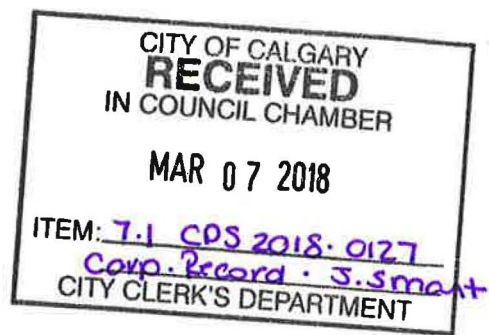 CITY OF CALGARY
RECEIVED
IN COUNCIL CHAMBER
MAR 07 2018
ITEM: 7.1 CPS 2018-0127
Corp. Record · J.Smart
CITY CLERK'S DEPARTMENT